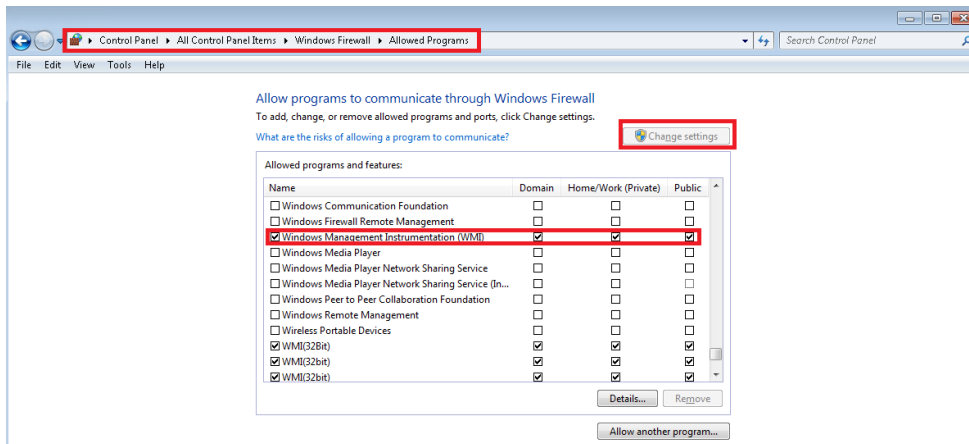 Control Panel ▸ All Control Panel Items ▸ Windows Firewall ▸ Allowed Programs
Search Control Panel
File Edit View Tools Help
Allow programs to communicate through Windows Firewall
To add, change, or remove allowed programs and ports, click Change settings.
What are the risks of allowing a program to communicate?
Change settings
Allowed programs and features:
Name Domain Home/Work (Private) Public
Windows Communication Foundation
Windows Firewall Remote Management
Windows Management Instrumentation (WMI)
Windows Media Player
Windows Media Player Network Sharing Service
Windows Media Player Network Sharing Service (In...
Windows Peer to Peer Collaboration Foundation
Windows Remote Management
Wireless Portable Devices
WMI(32Bit)
WMI(32bit)
WMI(32bit)
Details... Remove
Allow another program...